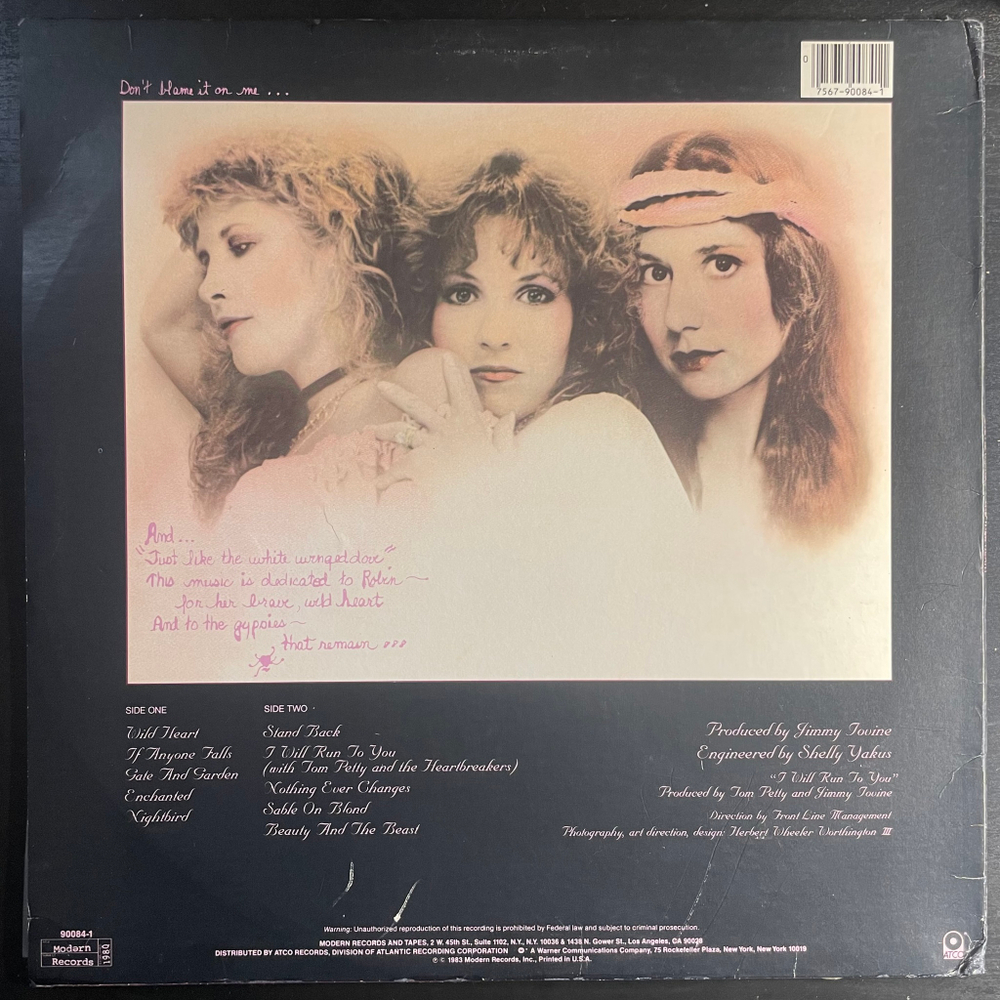 Don't blame it on me ...
0
7567-90084-1
And...
"Just like the white winged dove"
This music is dedicated to Robin~
for her brave, wild heart
And to the gypsies~
that remain ...
SIDE ONE
Wild Heart
If Anyone Falls
Gate And Garden
Enchanted
Nightbird
SIDE TWO
Stand Back
I Will Run To You
(with Tom Petty and the Heartbreakers)
Nothing Ever Changes
Sable On Blond
Beauty And The Beast
Produced by Jimmy Iovine
Engineered by Shelly Yakus
"I Will Run To You"
Produced by Tom Petty and Jimmy Iovine
Direction by Front Line Management
Photography, art direction, design: Herbert Wheeler Worthington III
Warning: Unauthorized reproduction of this recording is prohibited by Federal law and subject to criminal prosecution.
MODERN RECORDS AND TAPES, 2 W. 45th St., Suite 1102, N.Y., N.Y. 10036 & 1438 N. Gower St., Los Angeles, CA 90028
DISTRIBUTED BY ATCO RECORDS, DIVISION OF ATLANTIC RECORDING CORPORATION A Warner Communications Company, 75 Rockefeller Plaza, New York, New York 10019
℗ © 1983 Modern Records, Inc., Printed in U.S.A.
90084-1
Modern
Records
1980
ATCO